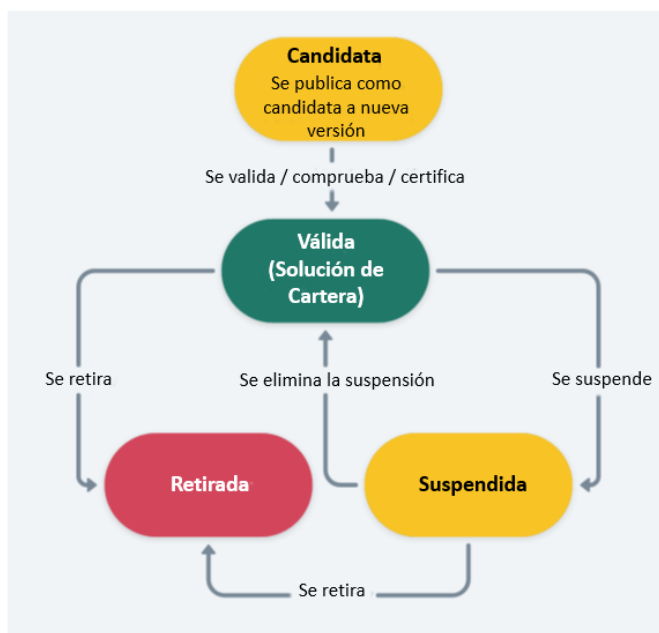 Candidata
Se publica como
candidata a nueva
versión
Se valida / comprueba / certifica
Válida
(Solución de
Cartera)
Se retira
Se elimina la suspensión
Se suspende
Retirada
Suspendida
Se retira